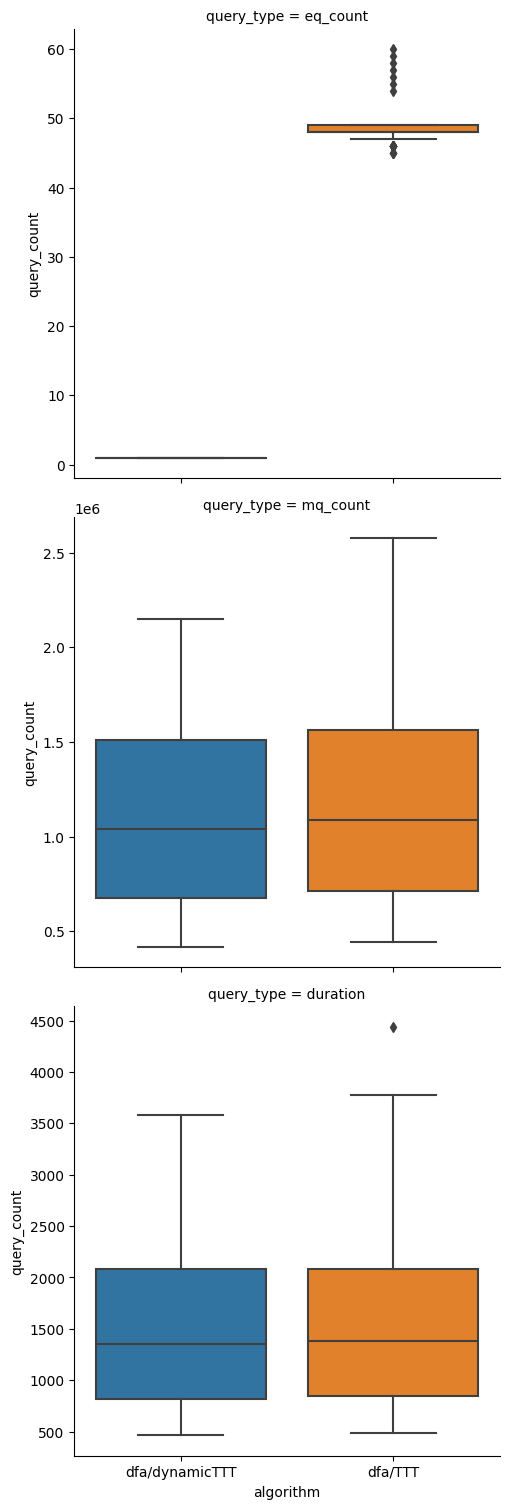 query_type = eq_count
60
50
40
30
20
10
0
query_count
query_type = mq_count
1e6
2.5
2.0
1.5
1.0
0.5
query_count
query_type = duration
4500
4000
3500
3000
2500
2000
1500
1000
500
query_count
dfa/dynamicTTT
dfa/TTT
algorithm